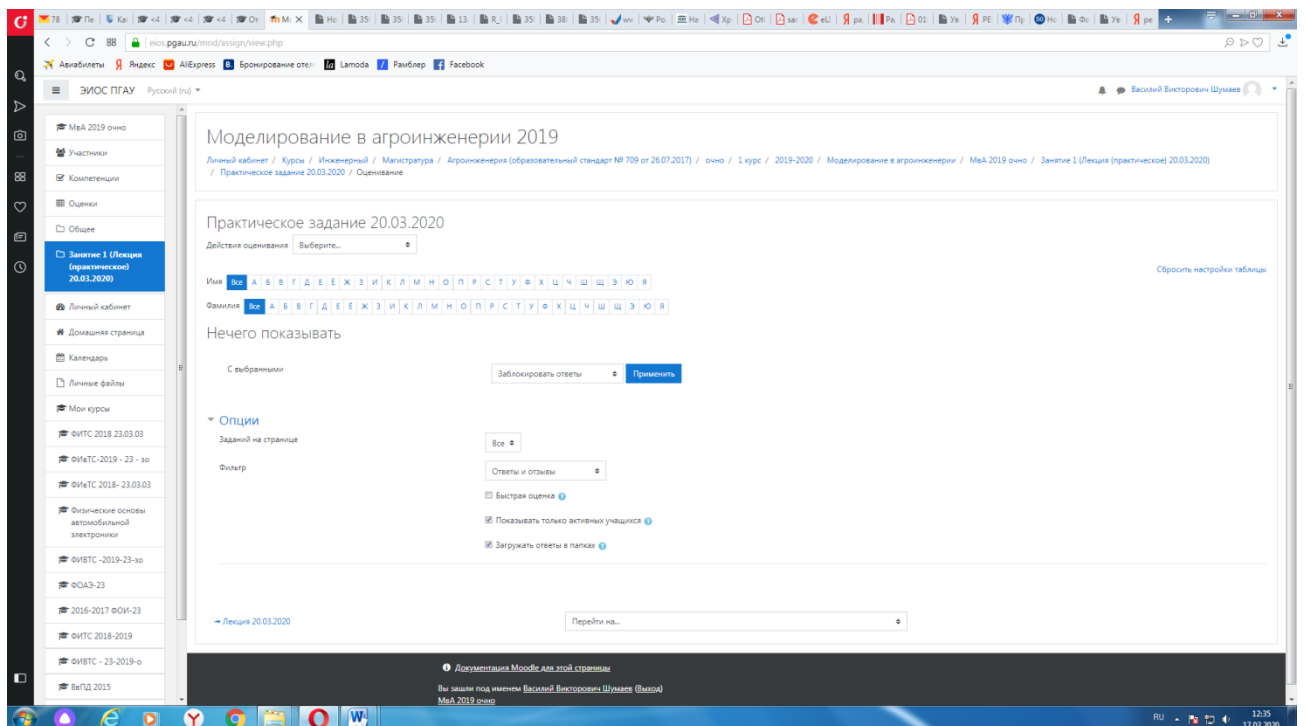 eios.pgau.ru/mod/assign/view.php
Авиабилеты Яндекс AliExpress Lamoda Рамблер Facebook
ЭИОС ПГАУ Русский (ru)
Василий Викторович Шумаев
МвА 2019 очно
Участники
Компетенции
Оценки
Общее
Занятие 1 (Лекция
(практическое)
20.03.2020)
Личный кабинет
Домашняя страница
Календарь
Личные файлы
Мои курсы
ФИТС 2018 23.03.03
ФИвТС-2019 - 23 - зо
ФИвТС 2018- 23.03.03
Физические основы
автомобильной
электроники
ФИВТС -2019-23-зо
ФОАЭ-23
2016-2017 ФОИ-23
ФИТС 2018-2019
ФИВТС - 23-2019-о
ВеПД 2015
Моделирование в агроинженерии 2019
Личный кабинет / Курсы / Инженерный / Магистратура / Агроинженерия (образовательный стандарт № 709 от 26.07.2017) / очно / 1 курс / 2019-2020 / Моделирование в агроинженерии / МвА 2019 очно / Занятие 1 (Лекция (практическое) 20.03.2020)
/ Практическое задание 20.03.2020 / Оценивание
Практическое задание 20.03.2020
Действия оценивания Выберите...
Сбросить настройки таблицы
Имя Все А Б В Г Д Е Ё Ж З И К Л М Н О П Р С Т У Ф Х Ц Ч Ш Щ Э Ю Я
Фамилия Все А Б В Г Д Е Ё Ж З И К Л М Н О П Р С Т У Ф Х Ц Ч Ш Щ Э Ю Я
Нечего показывать
С выбранными Заблокировать ответы Применить
Опции
Заданий на странице Все
Фильтр Ответы и отзывы
Быстрая оценка
Показывать только активных учащихся
Загружать ответы в папках
→ Лекция 20.03.2020 Перейти на...
Документация Moodle для этой страницы
Вы зашли под именем Василий Викторович Шумаев (Выход)
МвА 2019 очно
RU 12:35
17.03.2020